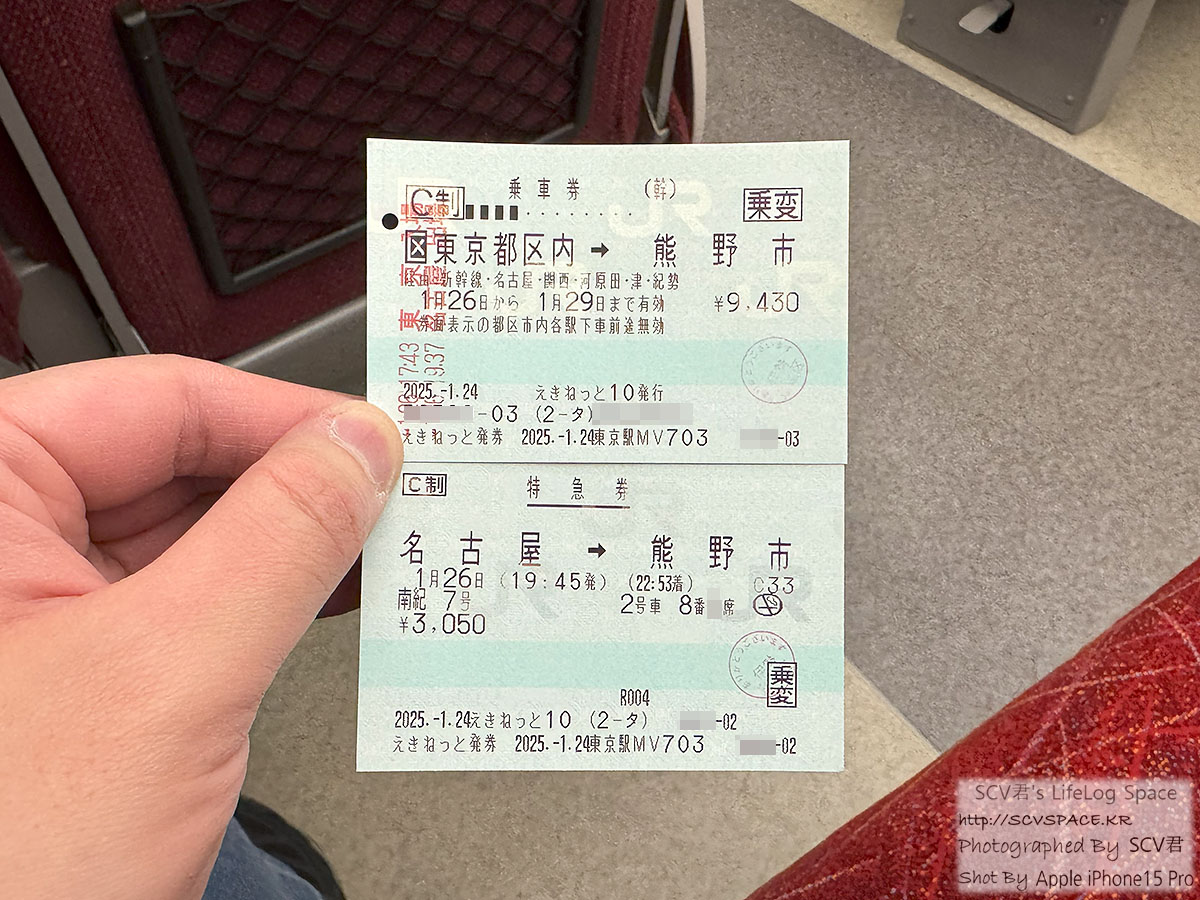 C制 乗車券 (幹) 乗変
区東京都区内 → 熊野市
経由:新幹線・名古屋・関西・河原田・津・紀勢
1月26日から 1月29日まで有効 ¥9,430
券面表示の都区市内各駅下車前途無効
2025.-1.24 えきねっと10発行
-03 (2-タ)
えきねっと発券 2025.-1.24東京駅MV703 -03
C制 特急券
名古屋 → 熊野市
1月26日 (19:45発) (22:53着) C33
南紀 7号 2号車 8番 席
¥3,050
乗変
R004
2025.-1.24えきねっと10 (2-タ) -02
えきねっと発券 2025.-1.24東京駅MV703 -02
SCV君's LifeLog Space
http://SCVSPACE.KR
Photographed By SCV君
Shot By Apple iPhone15 Pro